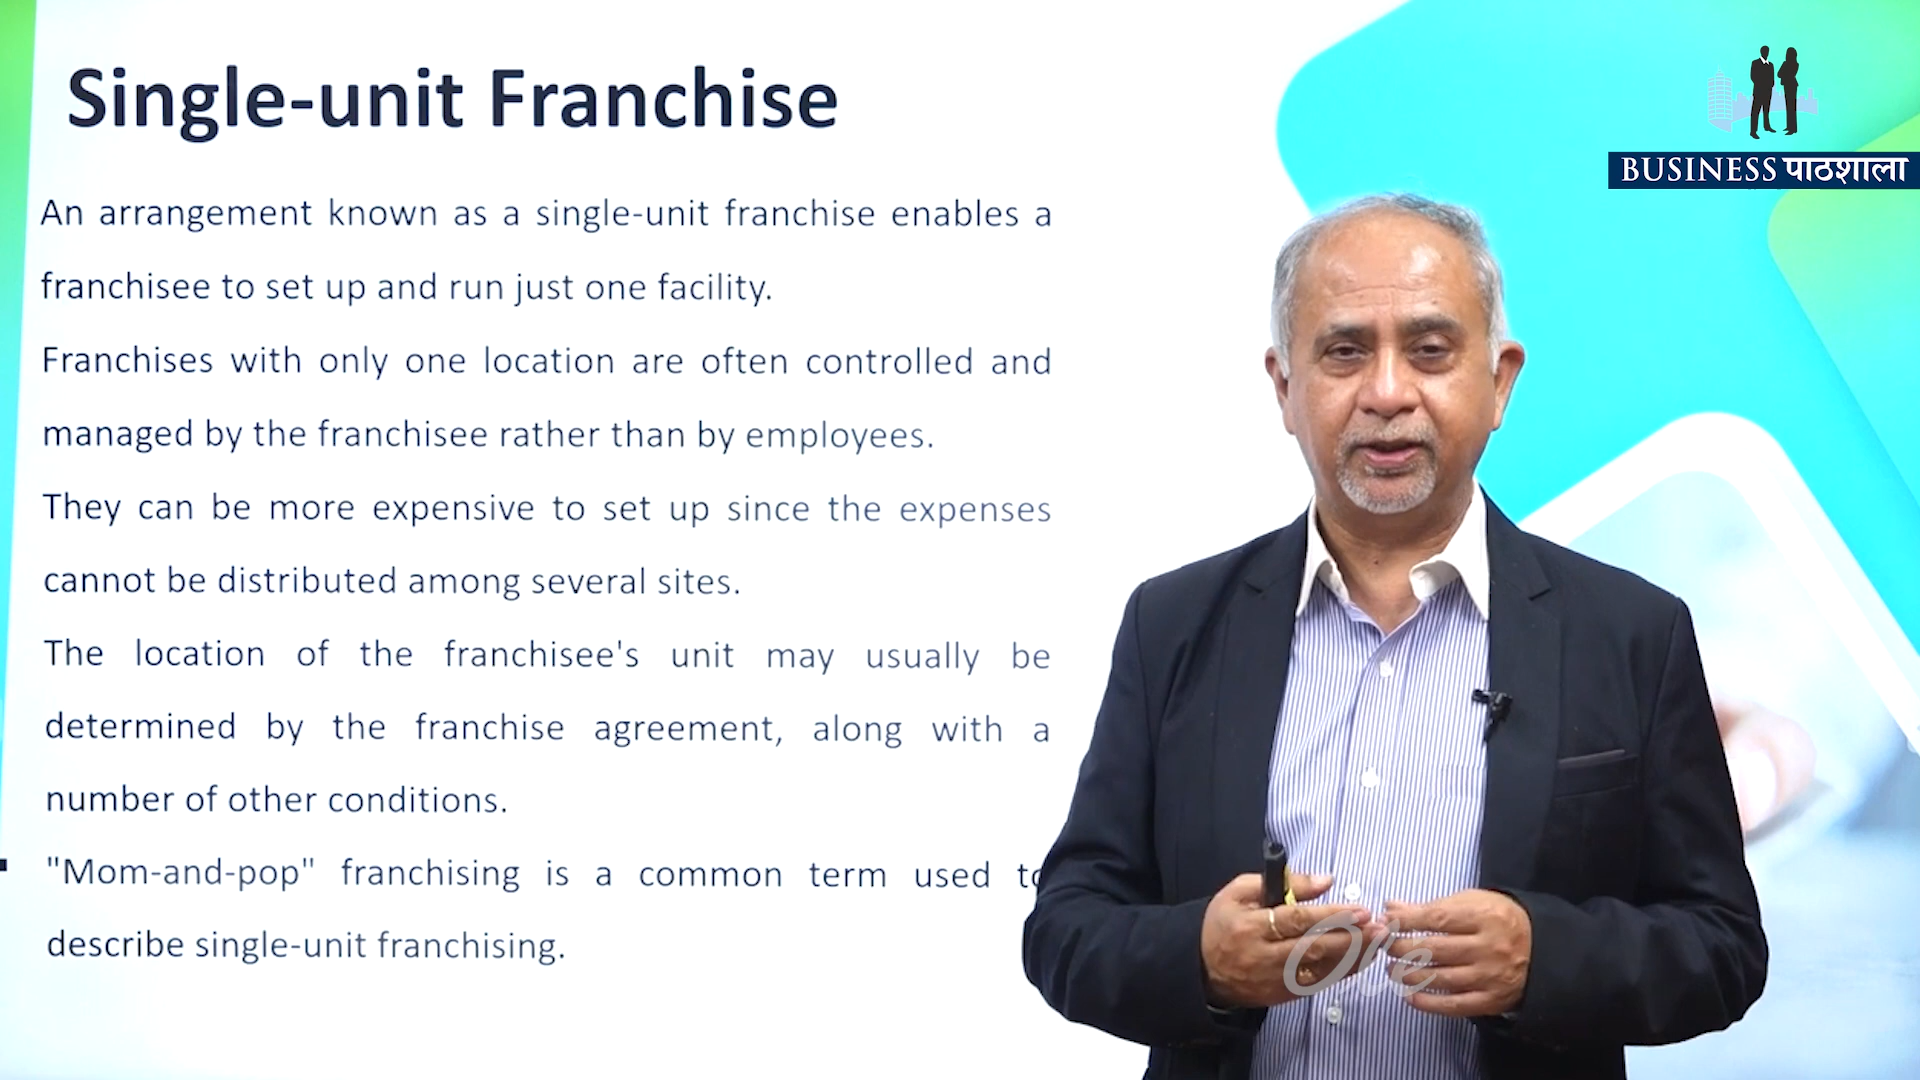 Single-unit Franchise
BUSINESS पाठशाला
An arrangement known as a single-unit franchise enables a
franchisee to set up and run just one facility.
Franchises with only one location are often controlled and
managed by the franchisee rather than by employees.
They can be more expensive to set up since the expenses
cannot be distributed among several sites.
The location of the franchisee's unit may usually be
determined by the franchise agreement, along with a
number of other conditions.
"Mom-and-pop" franchising is a common term used to
describe single-unit franchising.
Ole